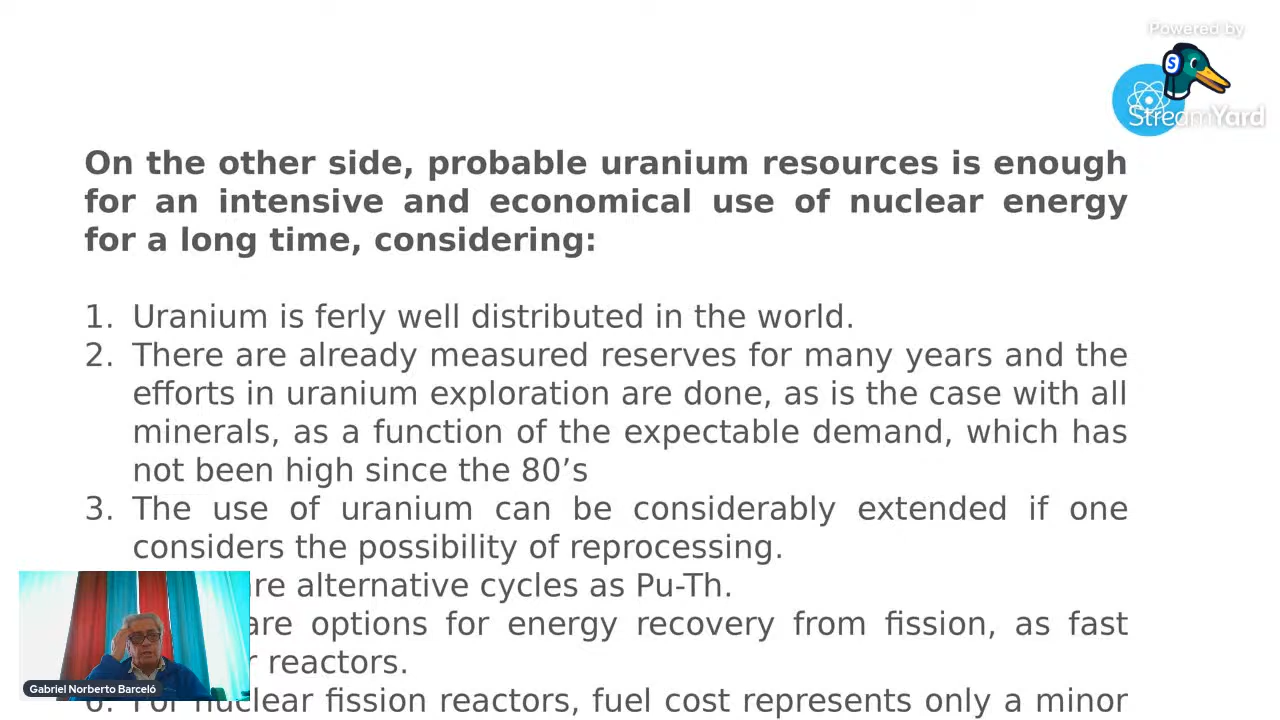 Powered by
S
StreamYard
On the other side, probable uranium resources is enough
for an intensive and economical use of nuclear energy
for a long time, considering:
1. Uranium is ferly well distributed in the world.
2. There are already measured reserves for many years and the
efforts in uranium exploration are done, as is the case with all
minerals, as a function of the expectable demand, which has
not been high since the 80’s
3. The use of uranium can be considerably extended if one
considers the possibility of reprocessing.
are alternative cycles as Pu-Th.
are options for energy recovery from fission, as fast
reactors.
6. For nuclear fission reactors, fuel cost represents only a minor
Gabriel Norberto Barceló